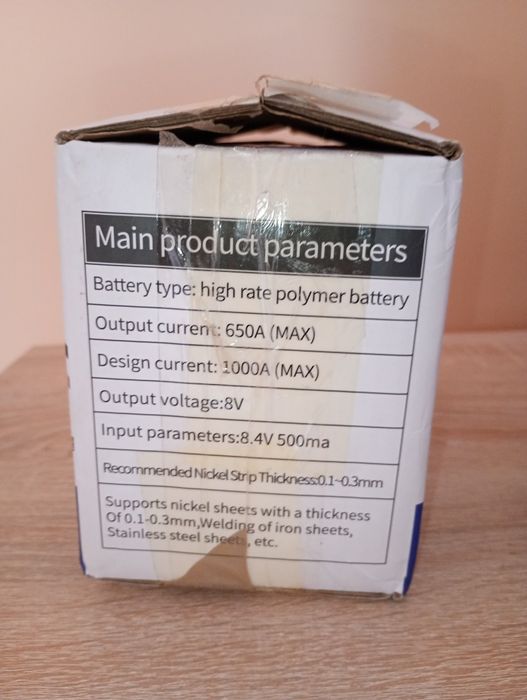 Main product parameters
Battery type: high rate polymer battery
Output current: 650A (MAX)
Design current: 1000A (MAX)
Output voltage:8V
Input parameters:8.4V 500ma
Recommended Nickel Strip Thickness:0.1~0.3mm
Supports nickel sheets with a thickness
Of 0.1-0.3mm,Welding of iron sheets,
Stainless steel sheets, etc.